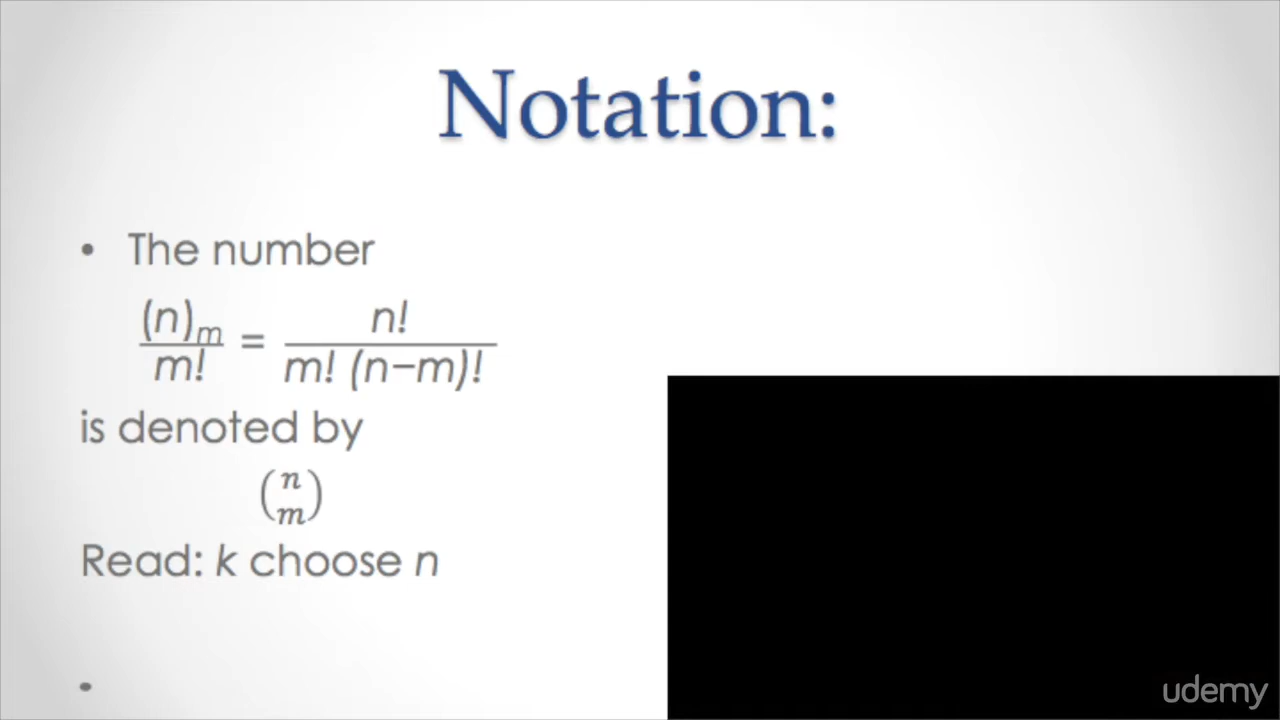 Notation:
• The number
(n)m / m! = n! / m! (n−m)!
is denoted by
(n m)
Read: k choose n
•
udemy